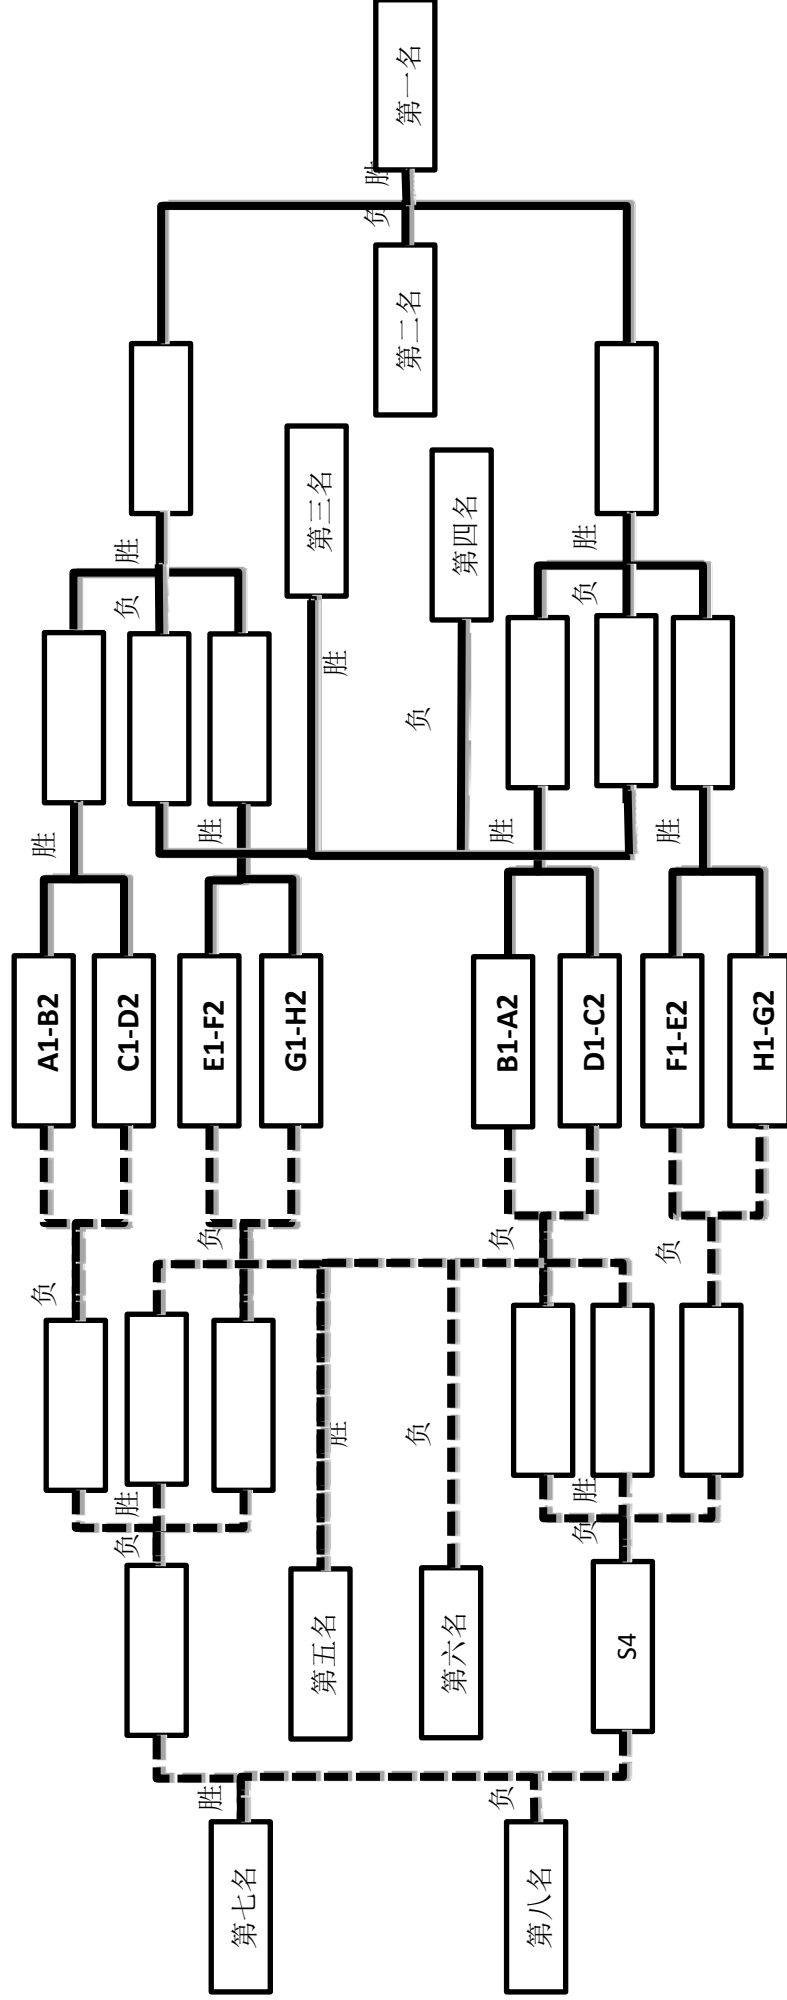 第一名
胜
负
第二名
第三名
第四名
胜
负
胜
负
胜
负
胜
胜
胜
胜
A1-B2
C1-D2
E1-F2
G1-H2
B1-A2
D1-C2
F1-E2
H1-G2
负
负
负
负
胜
负
胜
负
胜
负
第五名
第六名
S4
胜
负
第七名
第八名